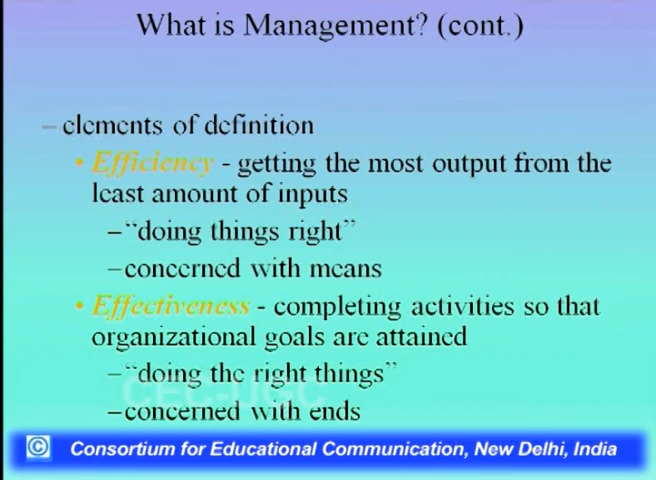 What is Management? (cont.)
– elements of definition
• Efficiency - getting the most output from the
least amount of inputs
– “doing things right”
– concerned with means
• Effectiveness - completing activities so that
organizational goals are attained
– “doing the right things”
CEC-UGC
– concerned with ends
© Consortium for Educational Communication, New Delhi, India